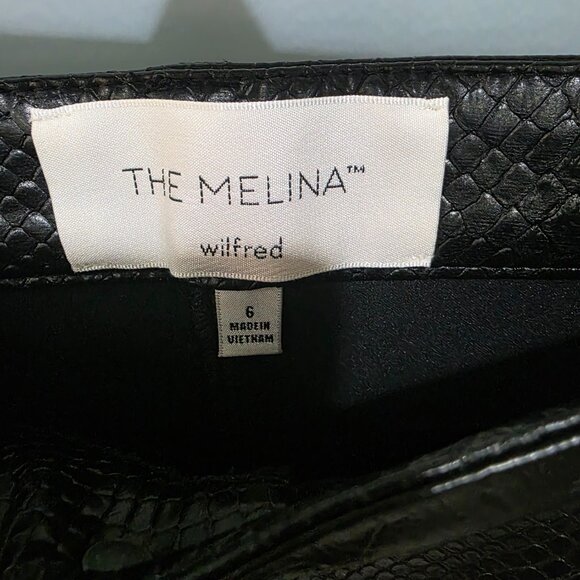 THE MELINA™
wilfred
6
MADE IN
VIETNAM